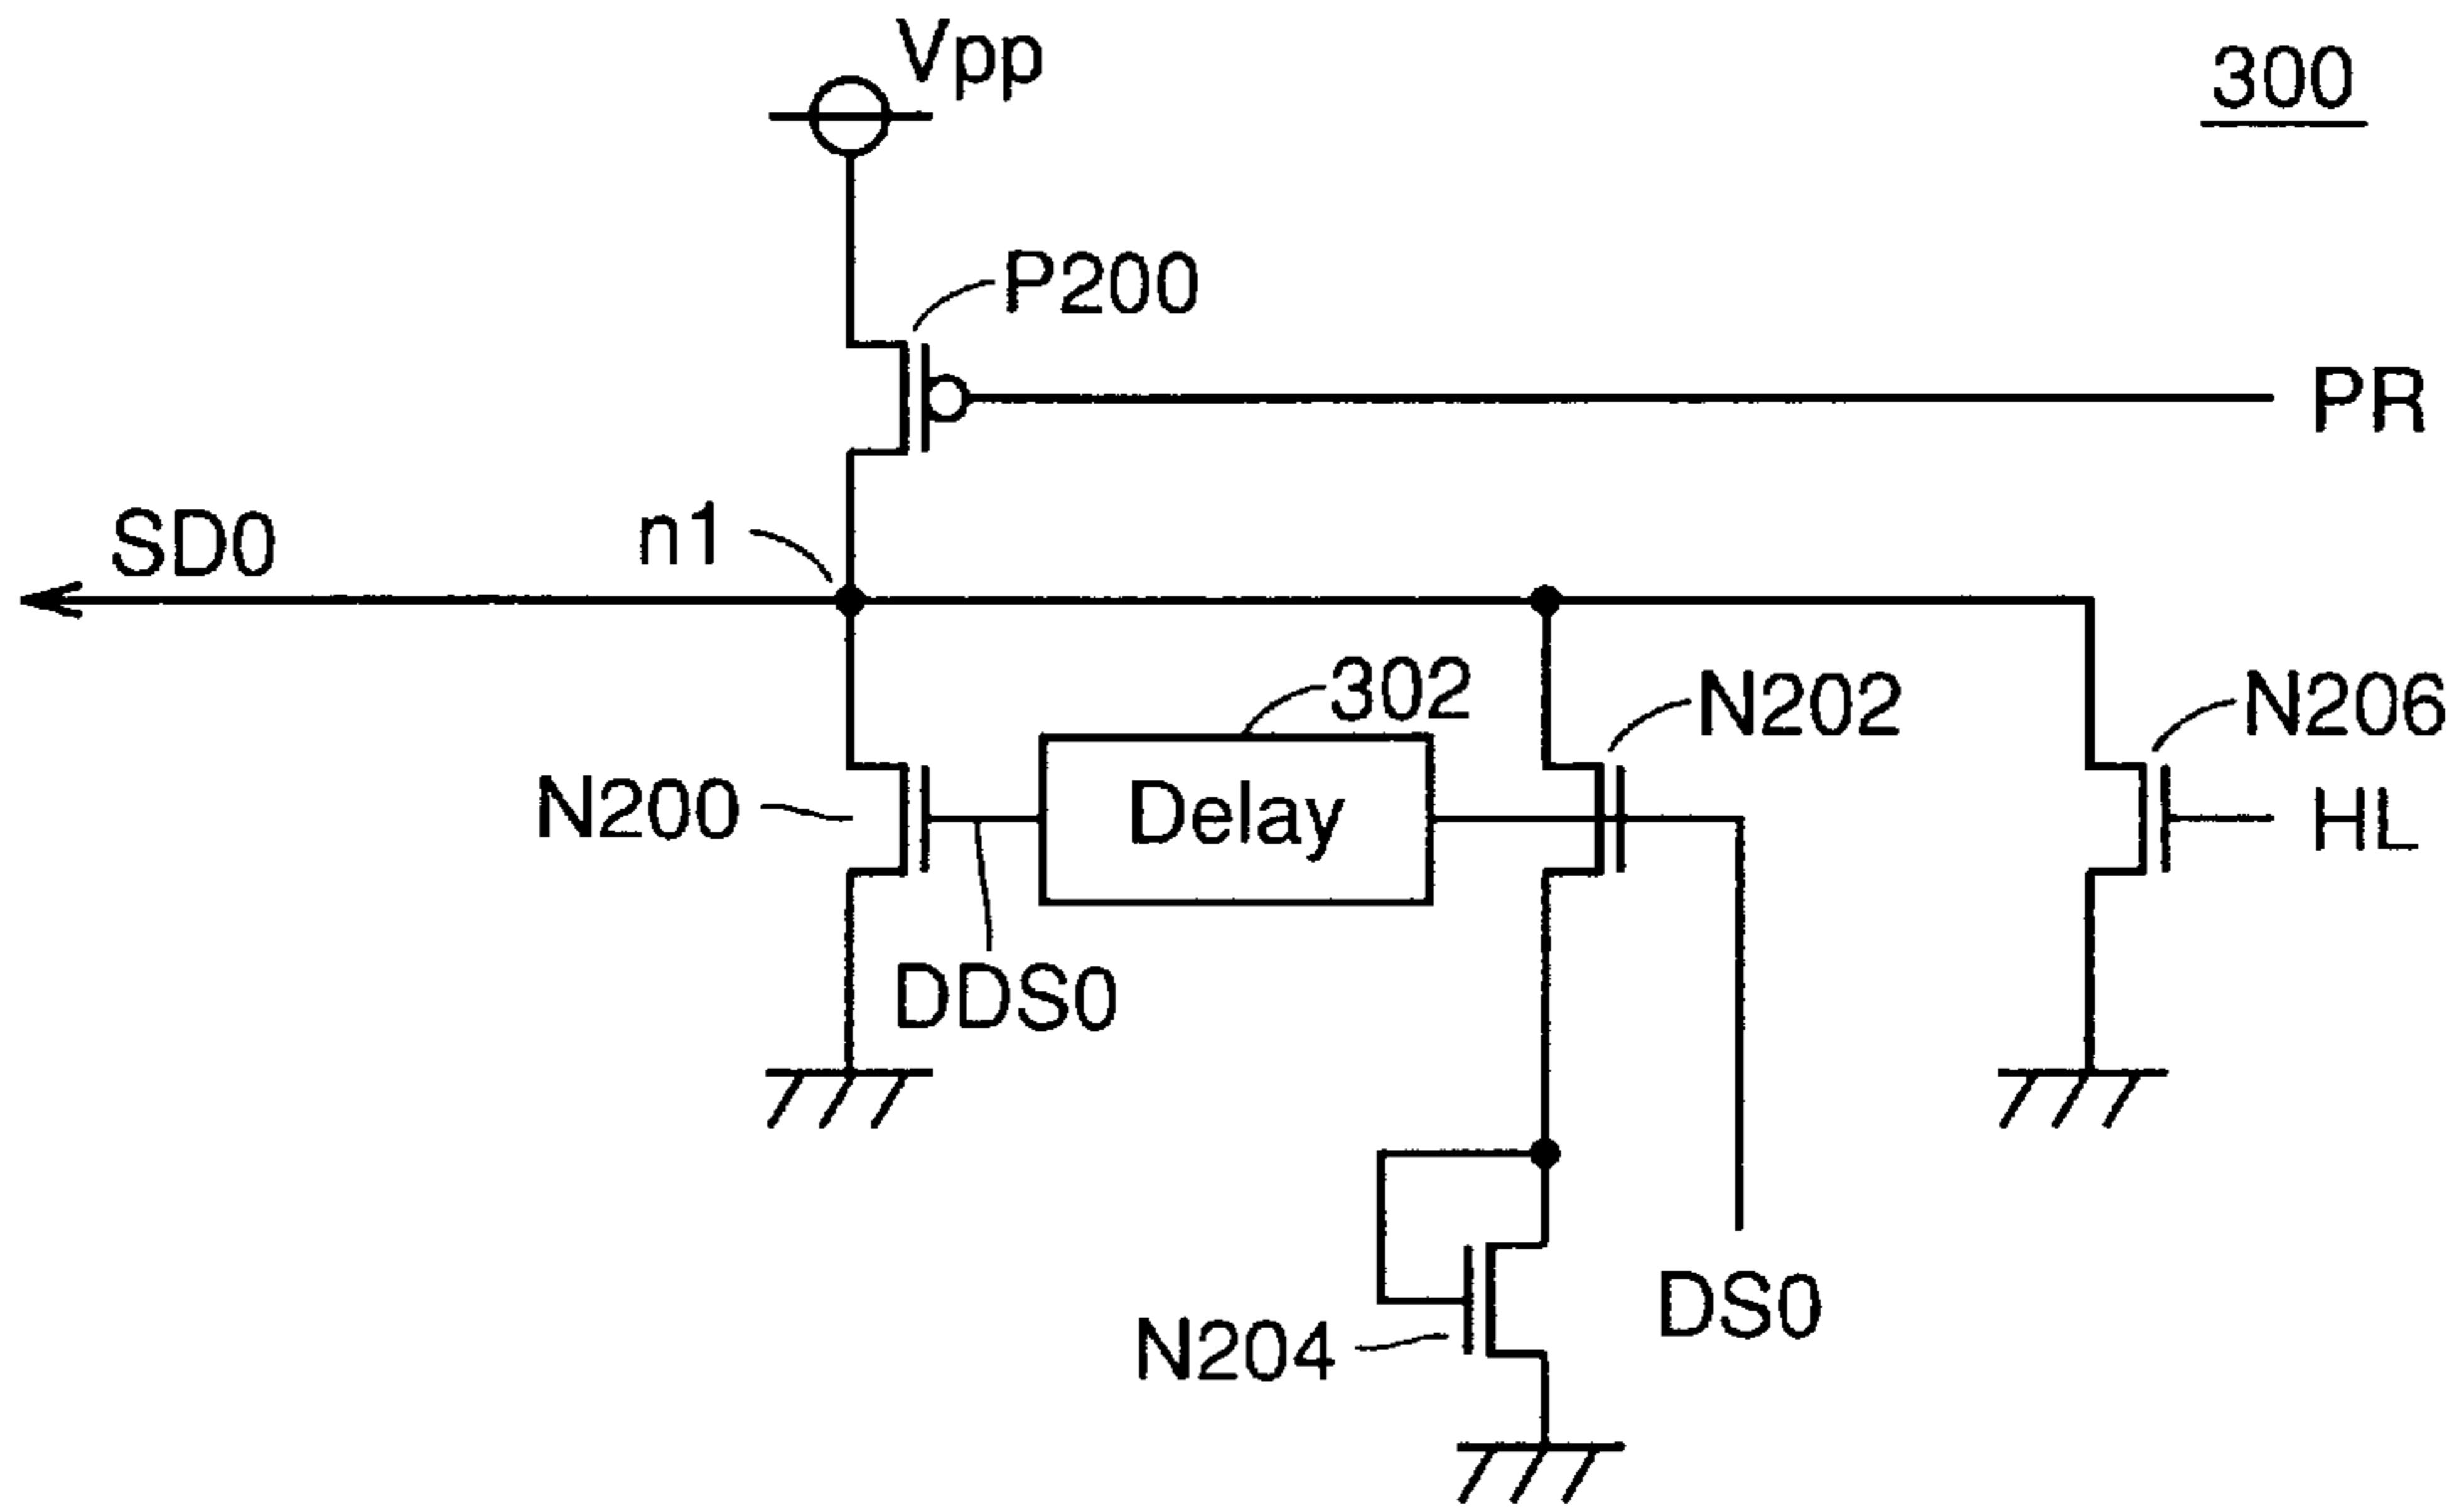 Vpp
300
P200
PR
SD0
n1
302
N202
N206
N200
Delay
HL
DDS0
DS0
N204